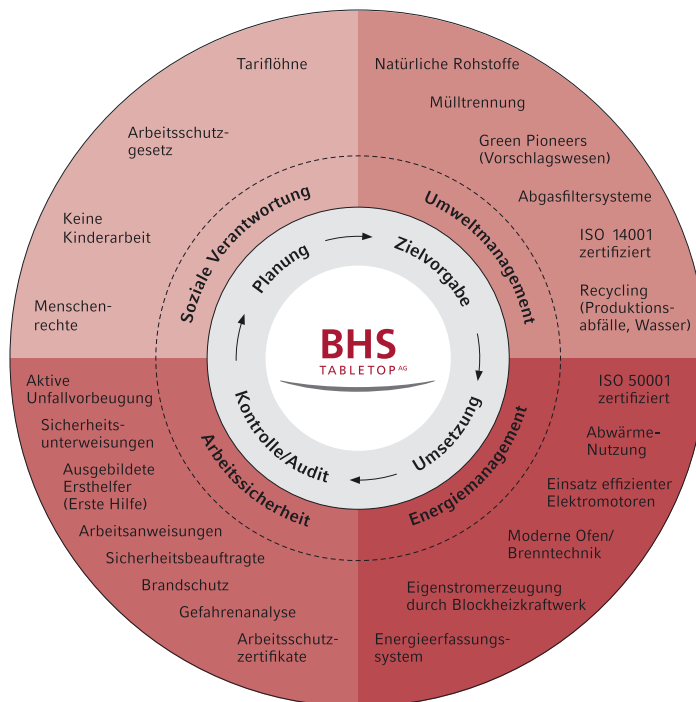 Tariflöhne
Arbeitsschutz-
gesetz
Keine
Kinderarbeit
Menschen-
rechte
Soziale Verantwortung
Natürliche Rohstoffe
Mülltrennung
Green Pioneers
(Vorschlagswesen)
Abgasfiltersysteme
ISO 14001
zertifiziert
Recycling
(Produktions-
abfälle, Wasser)
Umweltmanagement
Planung
Zielvorgabe
BHS
TABLETOP AG
Kontrolle/Audit
Umsetzung
Aktive
Unfallvorbeugung
Sicherheits-
unterweisungen
Ausgebildete
Ersthelfer
(Erste Hilfe)
Arbeitsanweisungen
Sicherheitsbeauftragte
Brandschutz
Gefahrenanalyse
Arbeitsschutz-
zertifikate
Arbeitssicherheit
ISO 50001
zertifiziert
Abwärme-
Nutzung
Einsatz effizienter
Elektromotoren
Moderne Ofen/
Brenntechnik
Eigenstromerzeugung
durch Blockheizkraftwerk
Energieerfassungs-
system
Energiemanagement